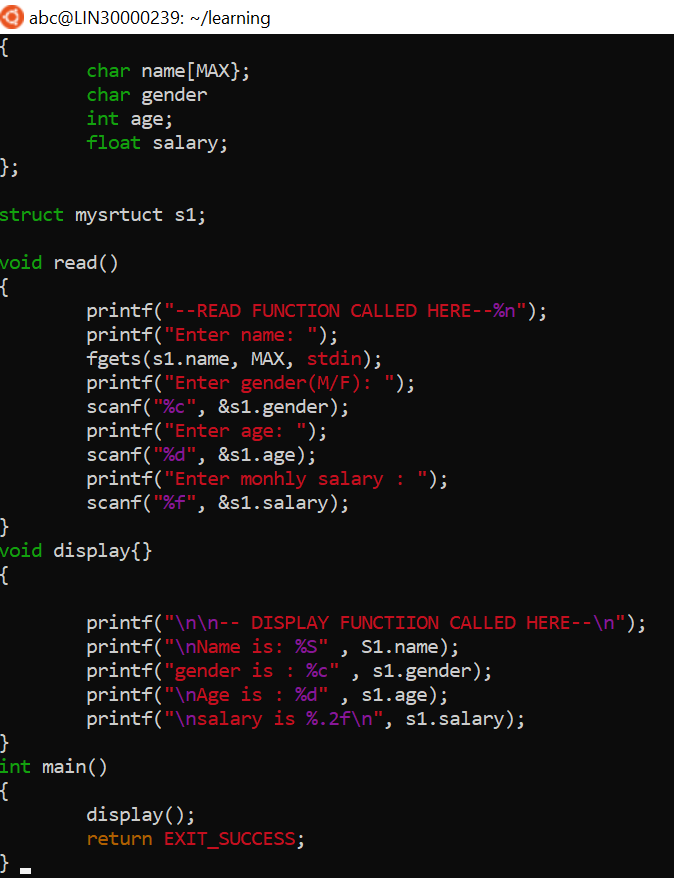 abc@LIN30000239: ~/learning
{
        char name[MAX};
        char gender
        int age;
        float salary;
};
struct mysrtuct s1;
void read()
{
        printf("--READ FUNCTION CALLED HERE--%n");
        printf("Enter name: ");
        fgets(s1.name, MAX, stdin);
        printf("Enter gender(M/F): ");
        scanf("%c", &s1.gender);
        printf("Enter age: ");
        scanf("%d", &s1.age);
        printf("Enter monhly salary : ");
        scanf("%f", &s1.salary);
}
void display{}
{
        printf("\n\n-- DISPLAY FUNCTIION CALLED HERE--\n");
        printf("\nName is: %S" , S1.name);
        printf("gender is : %c" , s1.gender);
        printf("\nAge is : %d" , s1.age);
        printf("\nsalary is %.2f\n", s1.salary);
}
int main()
{
        display();
        return EXIT_SUCCESS;
}